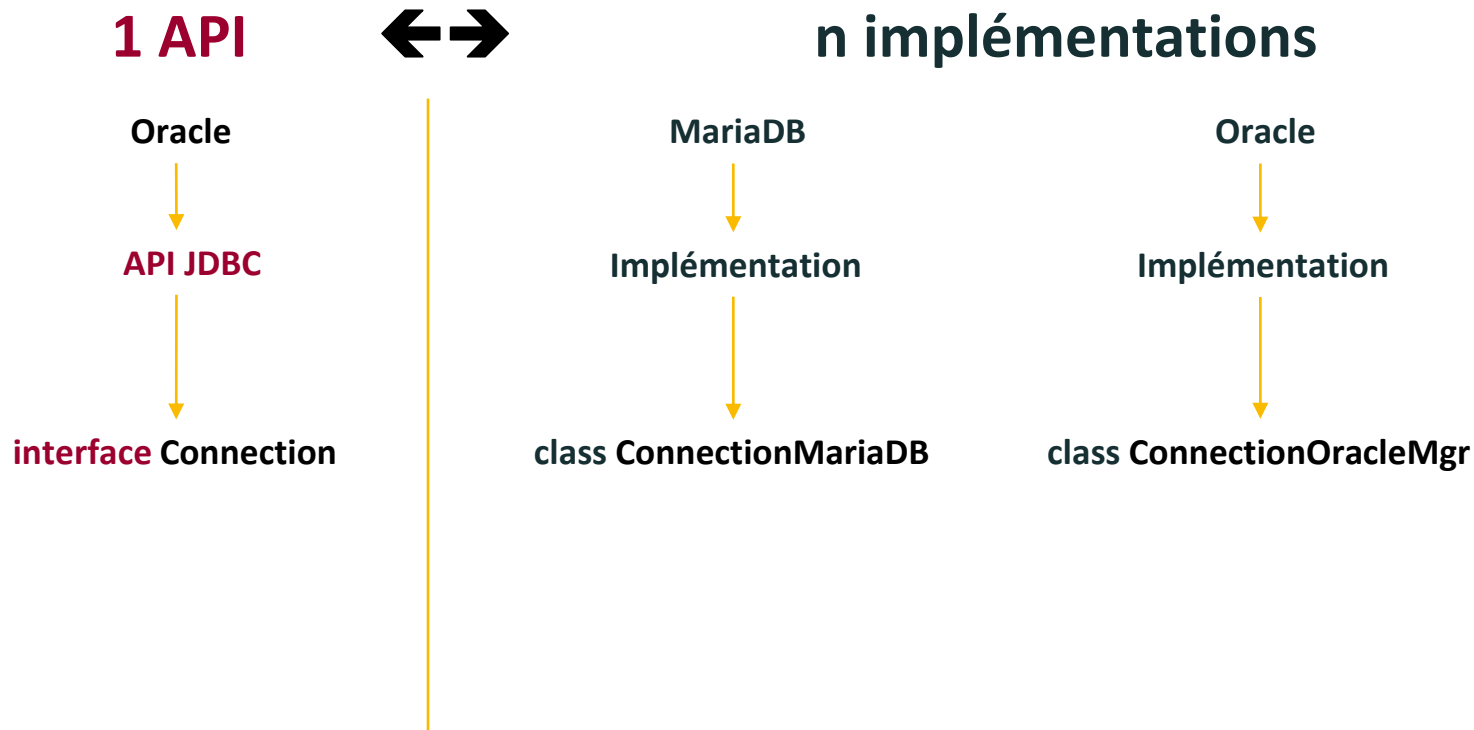 1 API
n implémentations
Oracle
MariaDB
Oracle
API JDBC
Implémentation
Implémentation
interface Connection
class ConnectionMariaDB
class ConnectionOracleMgr